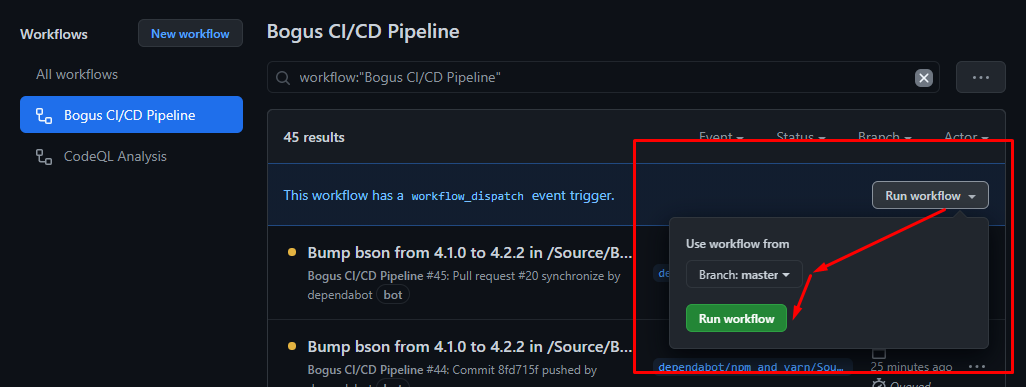 Workflows
New workflow
All workflows
Bogus CI/CD Pipeline
CodeQL Analysis
Bogus CI/CD Pipeline
workflow:"Bogus CI/CD Pipeline"
45 results
Event
Status
Branch
Actor
This workflow has a workflow_dispatch event trigger.
Run workflow
Use workflow from
Branch: master
Run workflow
Bump bson from 4.1.0 to 4.2.2 in /Source/B...
Bogus CI/CD Pipeline #45: Pull request #20 synchronize by
dependabot bot
de
Bump bson from 4.1.0 to 4.2.2 in /Source/B...
Bogus CI/CD Pipeline #44: Commit 8fd715f pushed by
dependabot bot
dependabot/npm_and_yarn/Sou…
25 minutes ago
Queued